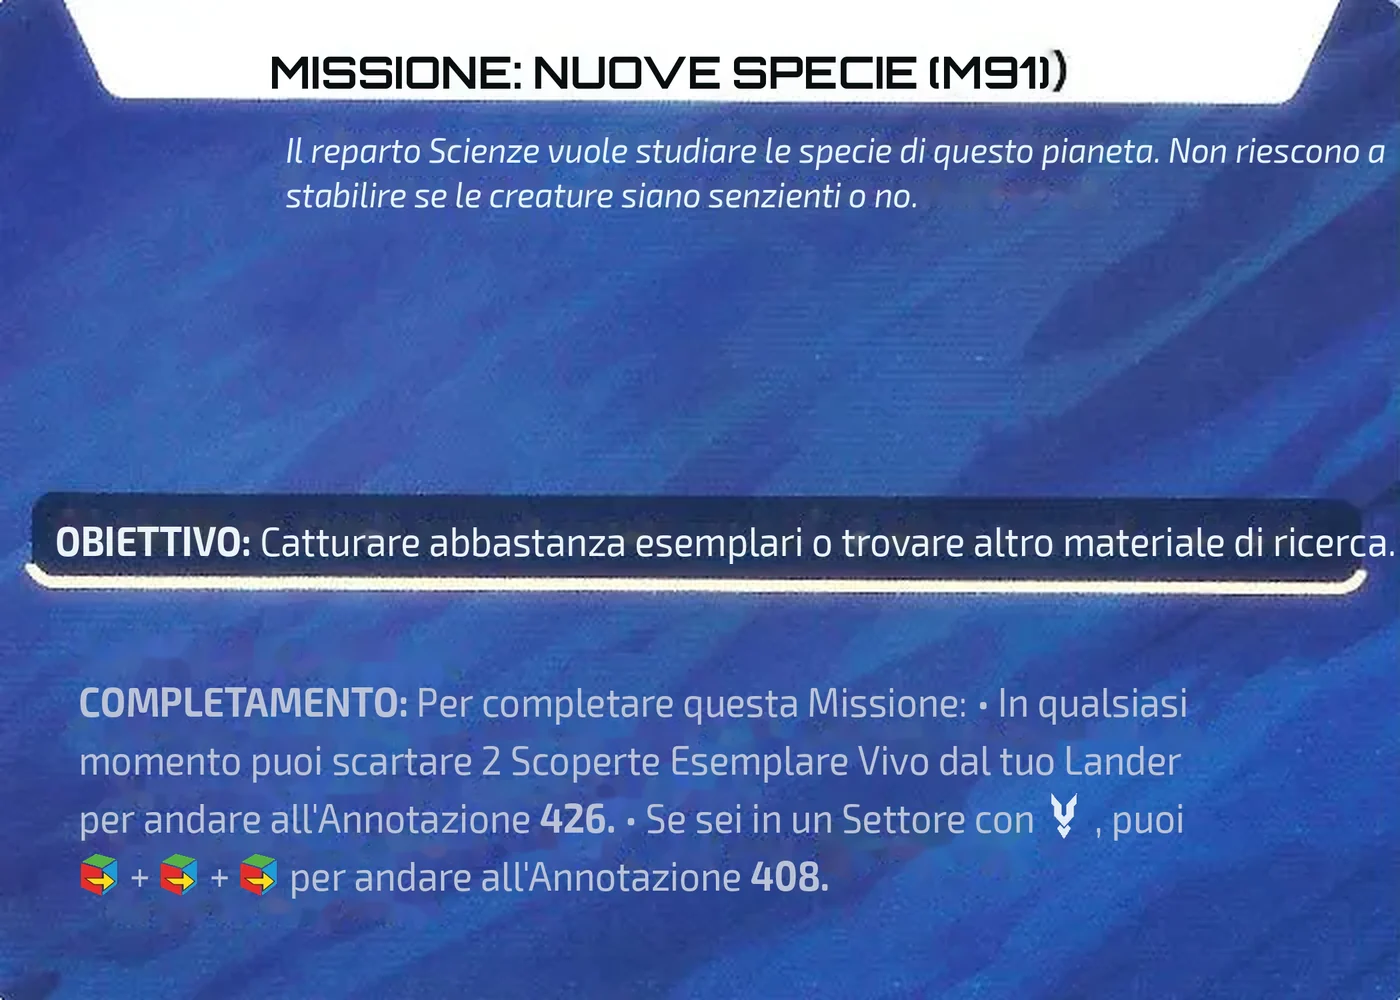 MISSIONE: NUOVE SPECIE (M91))
Il reparto Scienze vuole studiare le specie di questo pianeta. Non riescono a
stabilire se le creature siano senzienti o no.
OBIETTIVO: Catturare abbastanza esemplari o trovare altro materiale di ricerca.
COMPLETAMENTO: Per completare questa Missione: • In qualsiasi
momento puoi scartare 2 Scoperte Esemplare Vivo dal tuo Lander
per andare all'Annotazione 426. • Se sei in un Settore con , puoi
+ + per andare all'Annotazione 408.